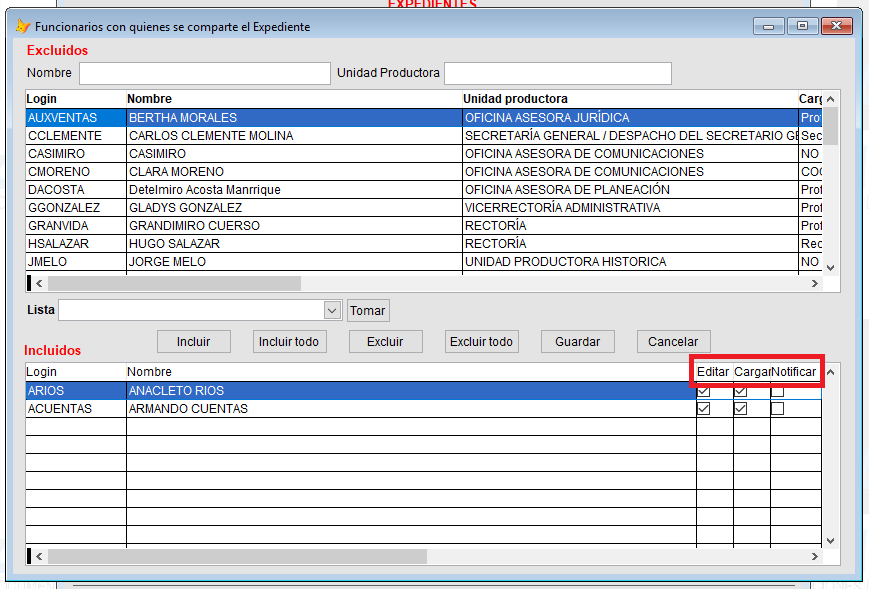 EXPEDIENTES
Funcionarios con quienes se comparte el Expediente
Excluidos
Nombre Unidad Productora
Login Nombre Unidad productora Carg
AUXVENTAS BERTHA MORALES OFICINA ASESORA JURÍDICA Prof
CCLEMENTE CARLOS CLEMENTE MOLINA SECRETARÍA GENERAL / DESPACHO DEL SECRETARIO GE Sec
CASIMIRO CASIMIRO OFICINA ASESORA DE COMUNICACIONES NO
CMORENO CLARA MORENO OFICINA ASESORA DE COMUNICACIONES COO
DACOSTA Detelmiro Acosta Manrrique OFICINA ASESORA DE PLANEACIÓN Prof
GGONZALEZ GLADYS GONZALEZ VICERRECTORÍA ADMINISTRATIVA Prof
GRANVIDA GRANDIMIRO CUERSO RECTORÍA Prof
HSALAZAR HUGO SALAZAR RECTORÍA Rec
JMELO JORGE MELO UNIDAD PRODUCTORA HISTORICA NO
Lista Tomar
Incluir Incluir todo Excluir Excluir todo Guardar Cancelar
Incluidos
Login Nombre Editar Cargar Notificar
ARIOS ANACLETO RIOS
ACUENTAS ARMANDO CUENTAS